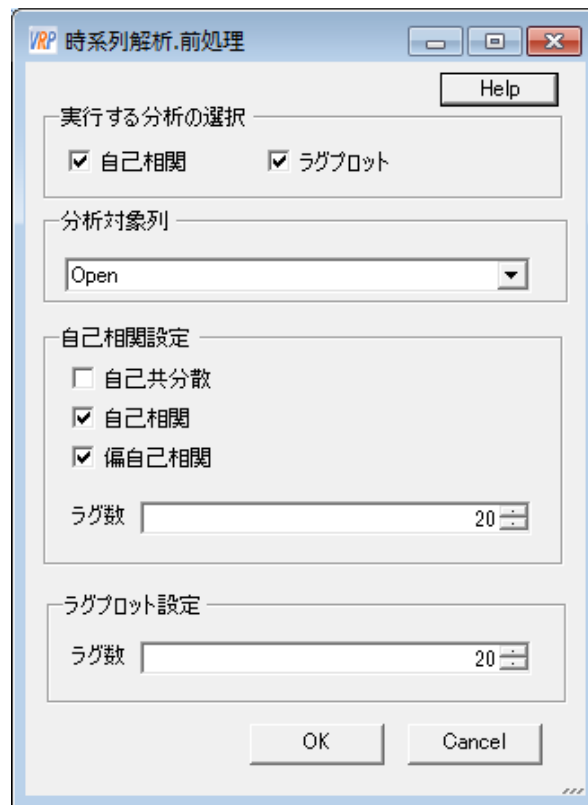 VRP 時系列解析.前処理
Help
実行する分析の選択
自己相関 ラグプロット
分析対象列
Open
自己相関設定
自己共分散
自己相関
偏自己相関
ラグ数 20
ラグプロット設定
ラグ数 20
OK Cancel